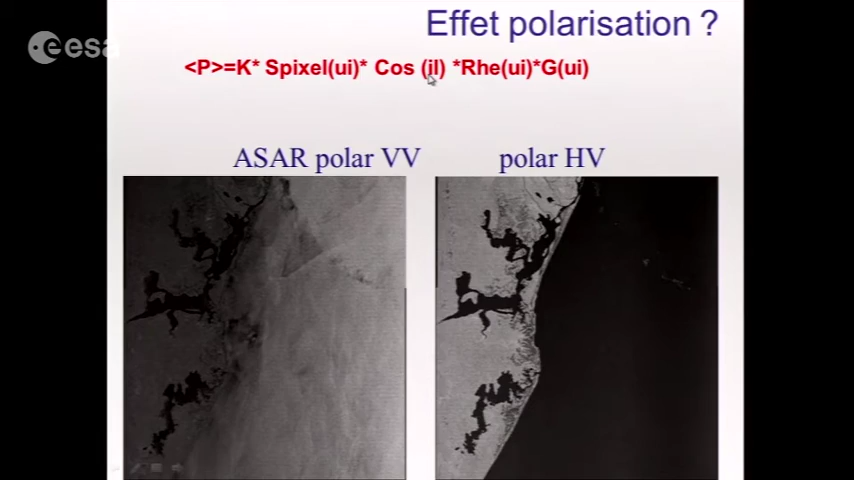 Effet polarisation ?
esa
<P>=K* Spixel(ui)* Cos (il) *Rhe(ui)*G(ui)
ASAR polar VV
polar HV